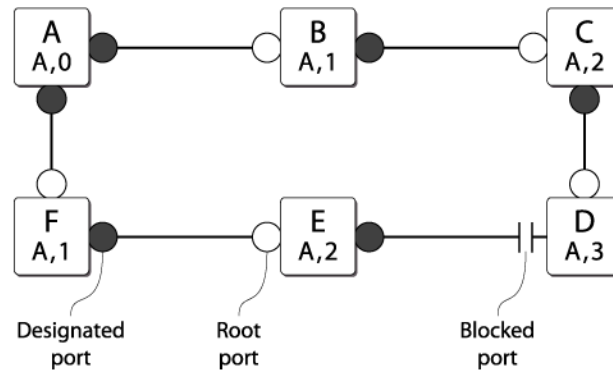 A
A,0
B
A,1
C
A,2
F
A,1
E
A,2
D
A,3
Designated
port
Root
port
Blocked
port